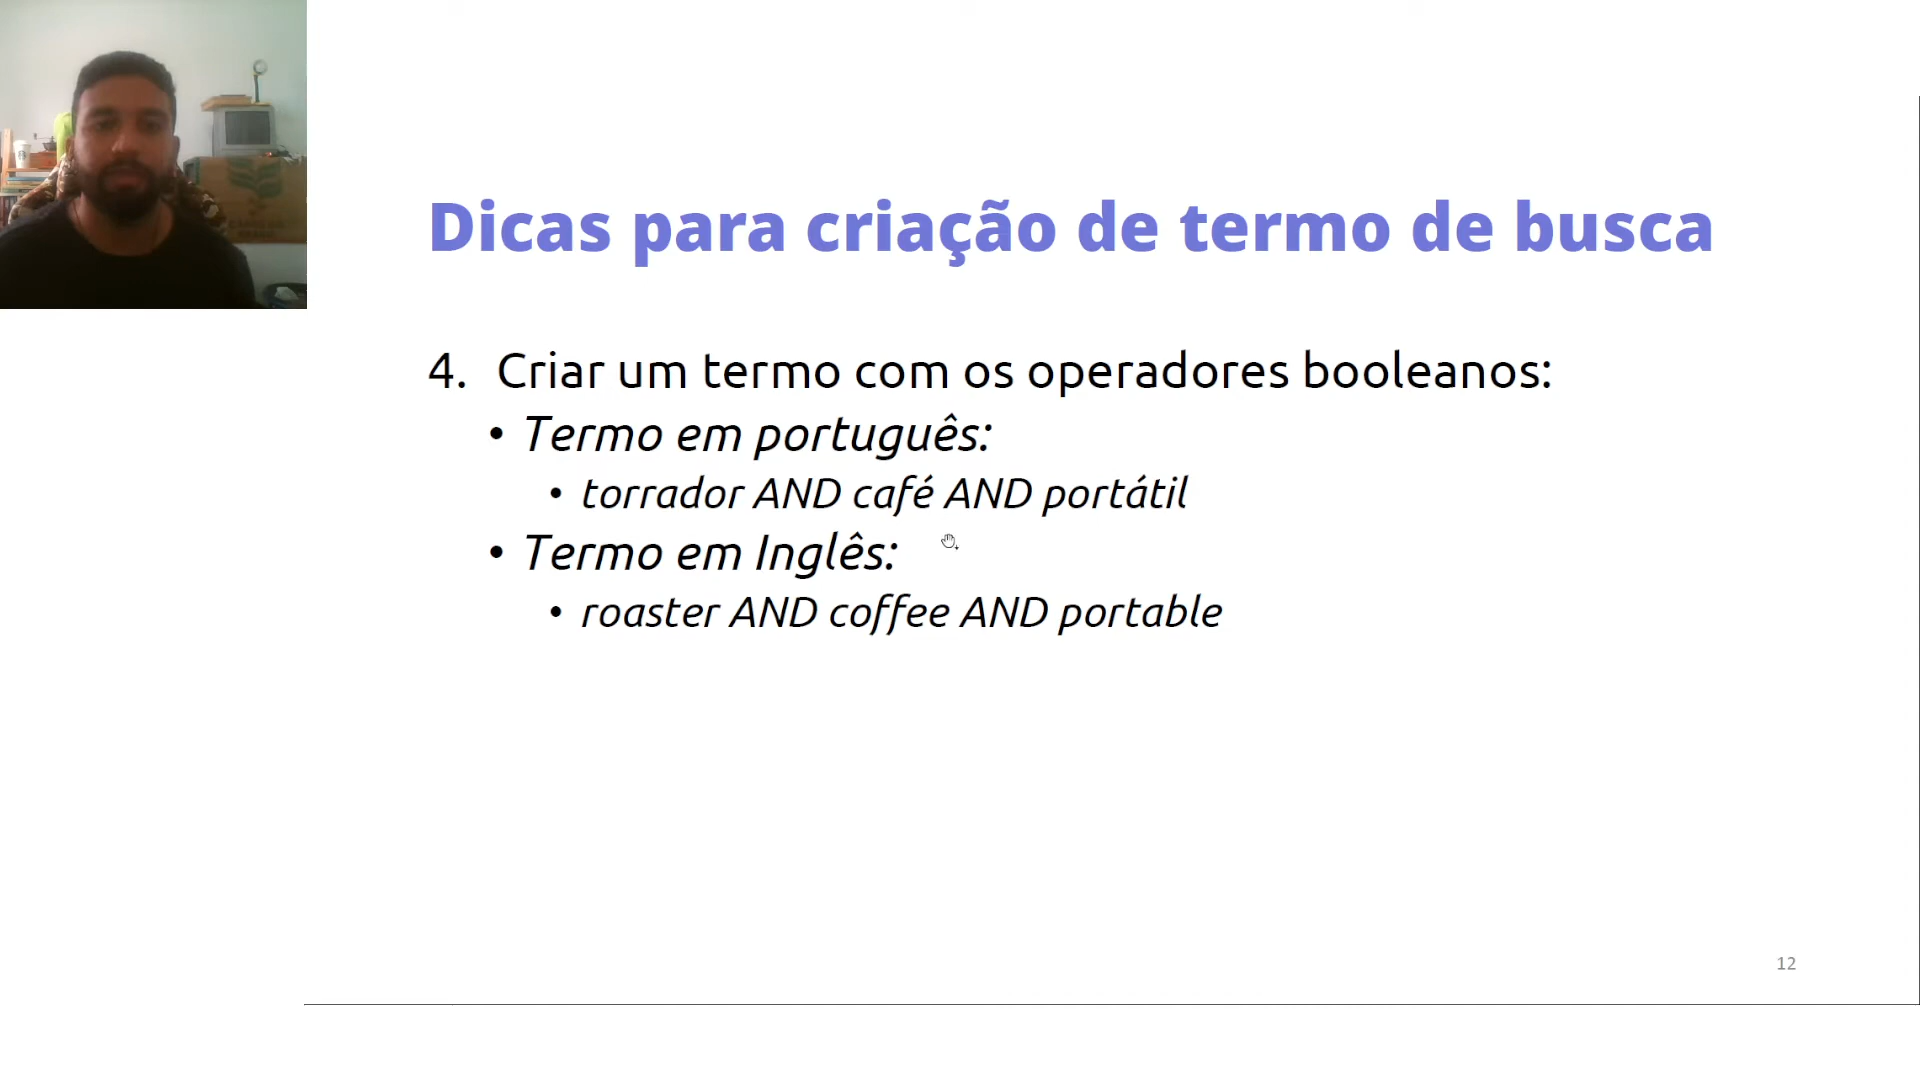 Dicas para criação de termo de busca
4. Criar um termo com os operadores booleanos:
• Termo em português:
• torrador AND café AND portátil
• Termo em Inglês:
• roaster AND coffee AND portable
12